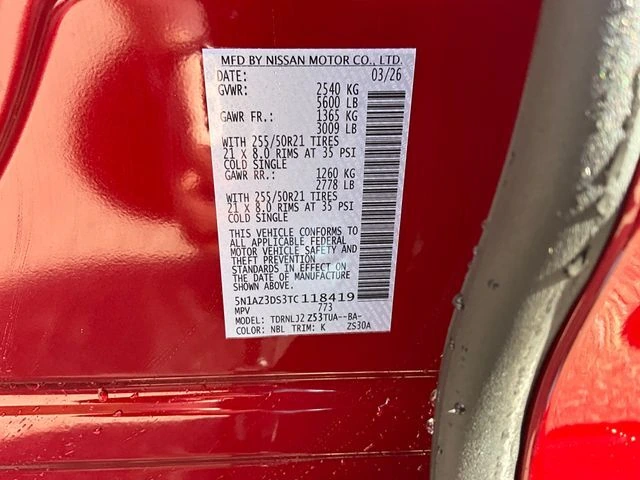 MFD BY NISSAN MOTOR CO., LTD.
DATE: 03/26
GVWR: 2540 KG
5600 LB
GAWR FR.: 1365 KG
3009 LB
WITH 255/50R21 TIRES
21 X 8.0 RIMS AT 35 PSI
COLD SINGLE
GAWR RR.: 1260 KG
2778 LB
WITH 255/50R21 TIRES
21 X 8.0 RIMS AT 35 PSI
COLD SINGLE
THIS VEHICLE CONFORMS TO
ALL APPLICABLE FEDERAL
MOTOR VEHICLE SAFETY AND
THEFT PREVENTION
STANDARDS IN EFFECT ON
THE DATE OF MANUFACTURE
SHOWN ABOVE
5N1AZ3DS3TC118419
MPV 773
MODEL: TDRNLJ2 Z53TUA--BA-
COLOR: NBL TRIM: K ZS30A